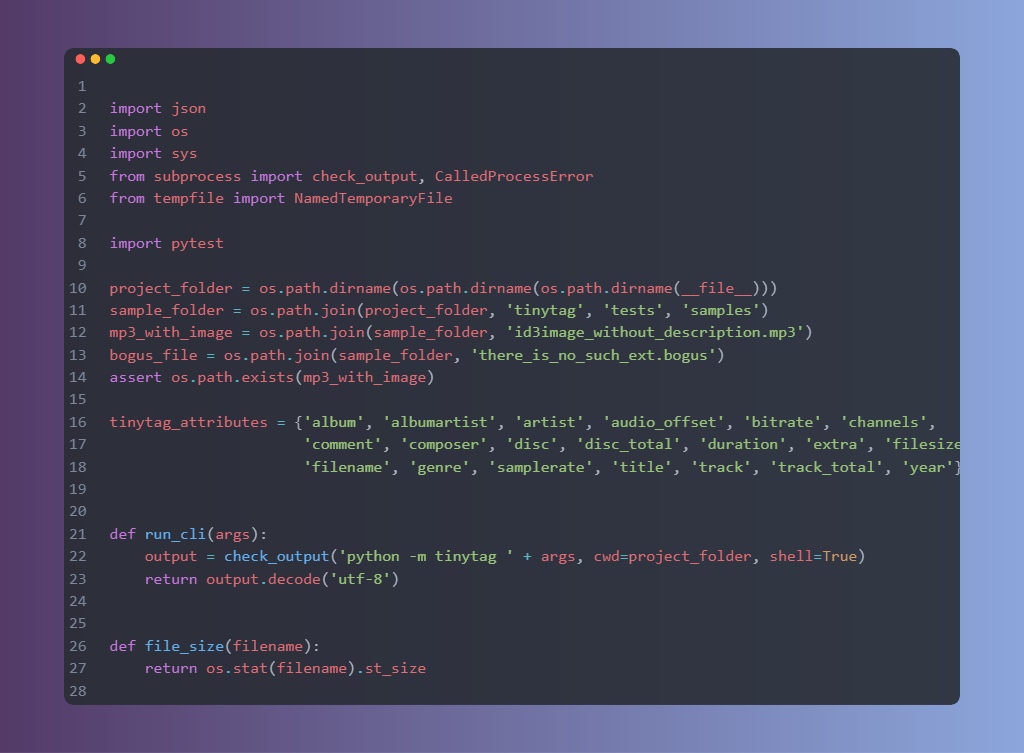 1
2 import json
3 import os
4 import sys
5 from subprocess import check_output, CalledProcessError
6 from tempfile import NamedTemporaryFile
7
8 import pytest
9
10 project_folder = os.path.dirname(os.path.dirname(os.path.dirname(__file__)))
11 sample_folder = os.path.join(project_folder, 'tinytag', 'tests', 'samples')
12 mp3_with_image = os.path.join(sample_folder, 'id3image_without_description.mp3')
13 bogus_file = os.path.join(sample_folder, 'there_is_no_such_ext.bogus')
14 assert os.path.exists(mp3_with_image)
15
16 tinytag_attributes = {'album', 'albumartist', 'artist', 'audio_offset', 'bitrate', 'channels',
17                       'comment', 'composer', 'disc', 'disc_total', 'duration', 'extra', 'filesize
18                       'filename', 'genre', 'samplerate', 'title', 'track', 'track_total', 'year'}
19
20
21 def run_cli(args):
22     output = check_output('python -m tinytag ' + args, cwd=project_folder, shell=True)
23     return output.decode('utf-8')
24
25
26 def file_size(filename):
27     return os.stat(filename).st_size
28